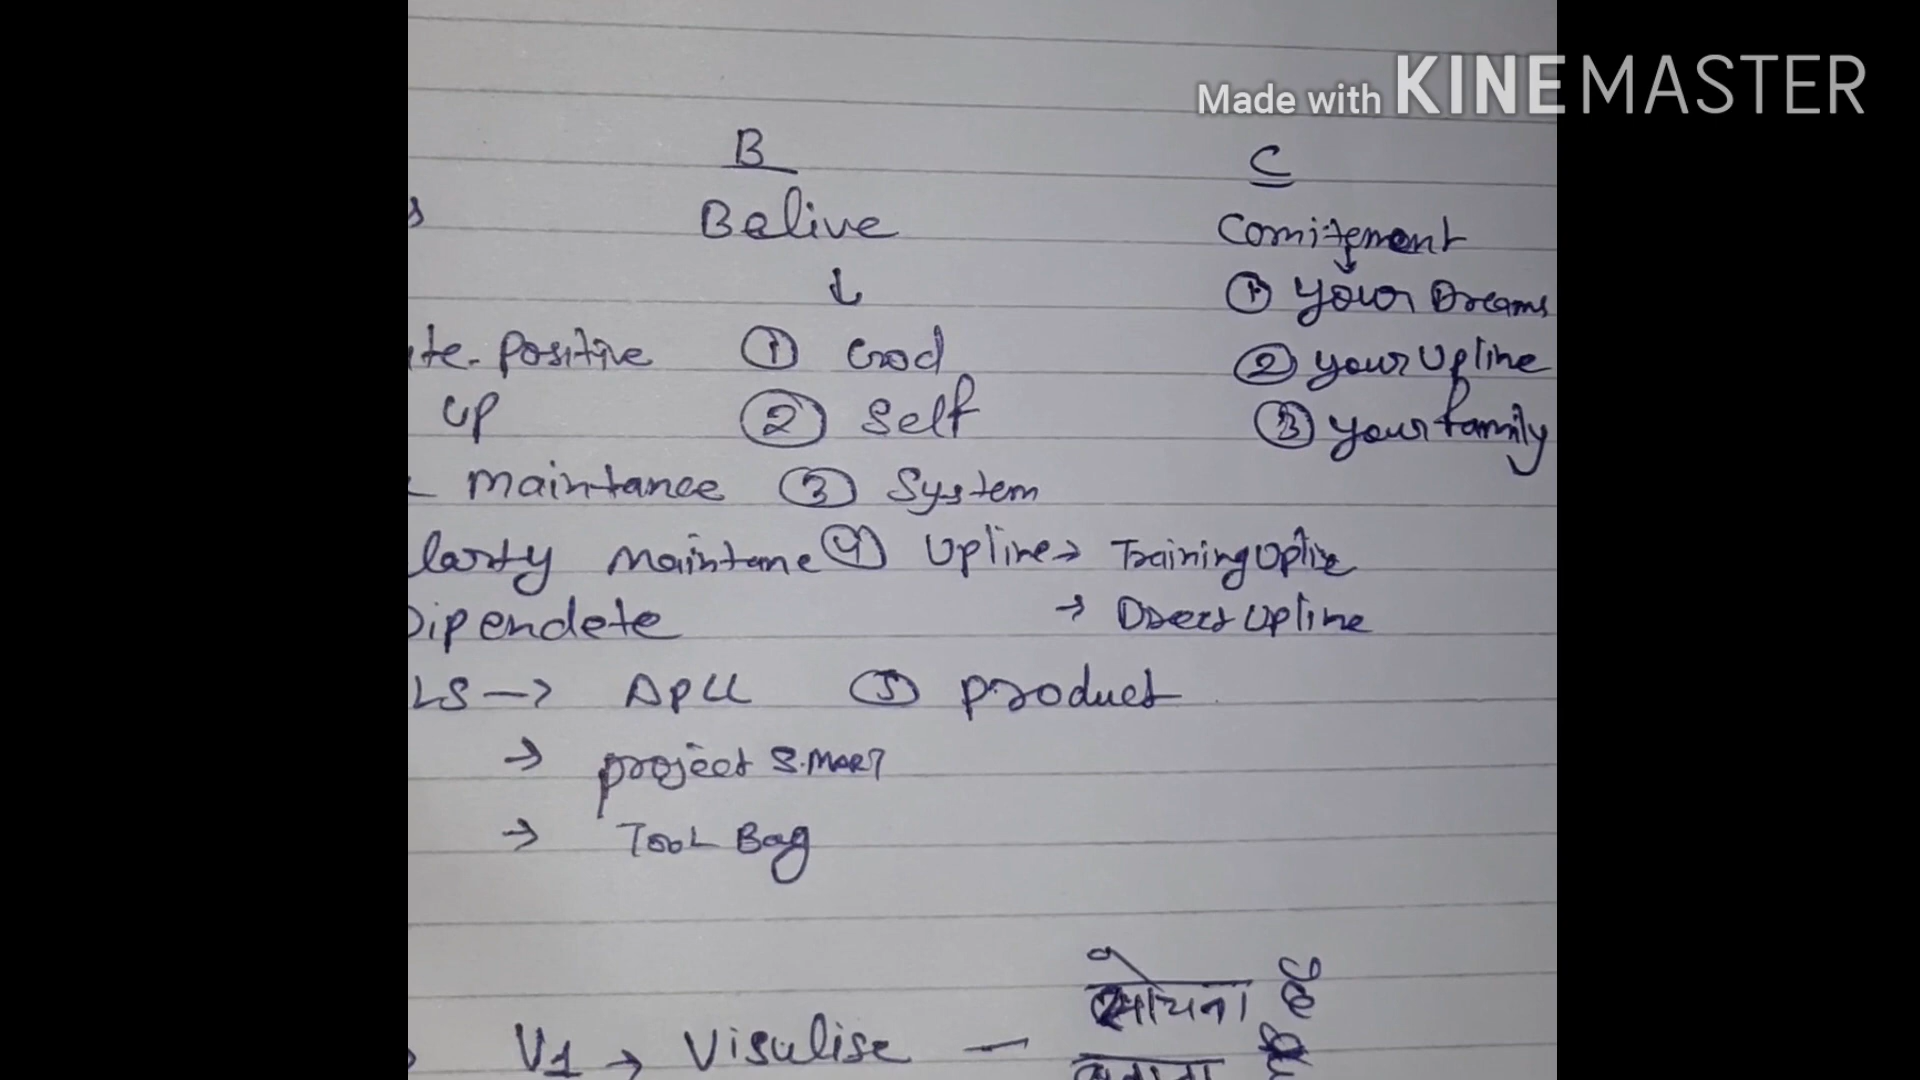 Made with KINEMASTER
B C
Belive Comitement
↓ ↓
① Your Dreams
Positive ① God ② your Upline
up ② Self ③ your family
maintance ③ System
larty maintane ④ Upline → Training Upline
Dipendete → Direct Upline
LS → APLL ⑤ product
→ project S.MART
→ Tool Bag
V1 → Visulise —